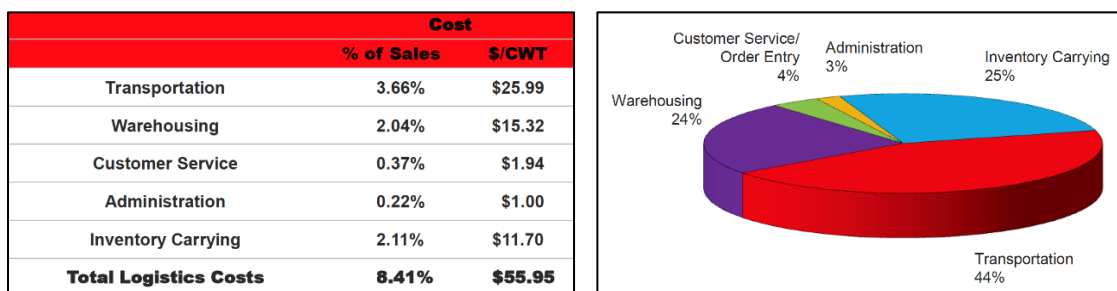 Cost
% of Sales $/CWT
Transportation 3.66% $25.99
Warehousing 2.04% $15.32
Customer Service 0.37% $1.94
Administration 0.22% $1.00
Inventory Carrying 2.11% $11.70
Total Logistics Costs 8.41% $55.95
Customer Service/
Order Entry
4%
Administration
3%
Inventory Carrying
25%
Warehousing
24%
Transportation
44%